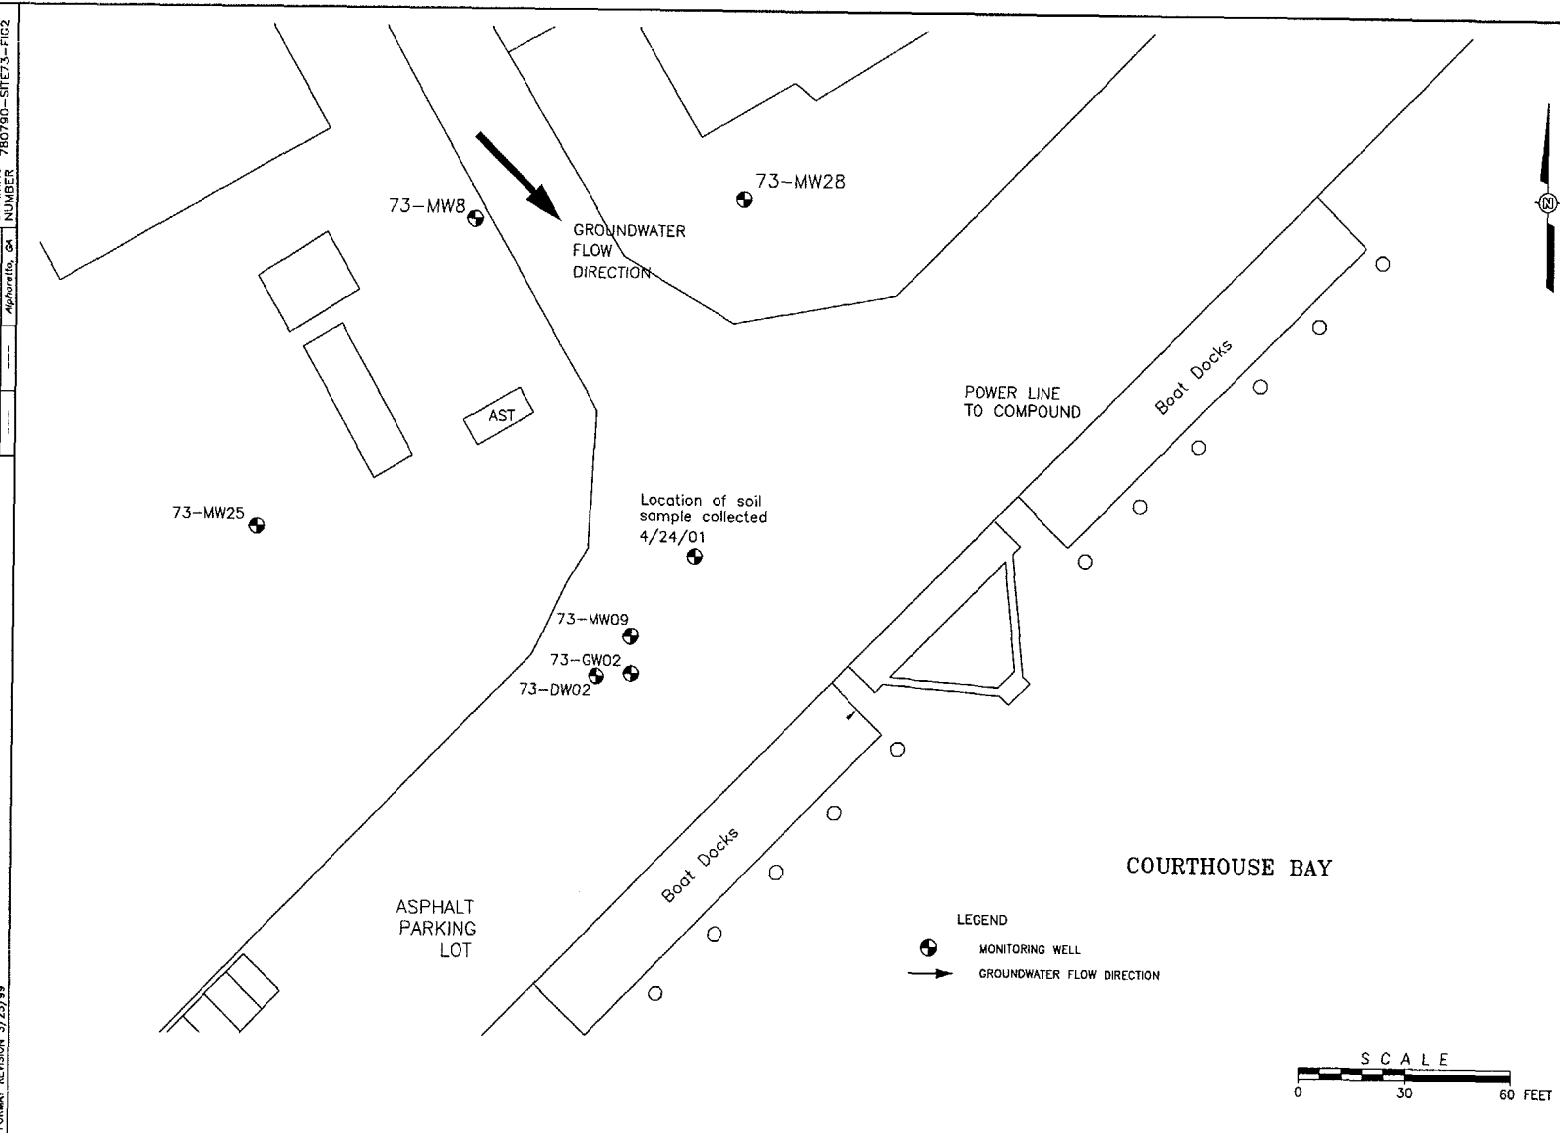 NUMBER 780790-SITE73-FIG2
Alpharetta, GA
73-MW28
73-MW8
GROUNDWATER
FLOW
DIRECTION
N
Boat Docks
POWER LINE
TO COMPOUND
AST
Location of soil
sample collected
4/24/01
73-MW25
73-MW09
73-GW02
73-DW02
Boat Docks
COURTHOUSE BAY
ASPHALT
PARKING
LOT
LEGEND
MONITORING WELL
GROUNDWATER FLOW DIRECTION
SCALE
0 30 60 FEET